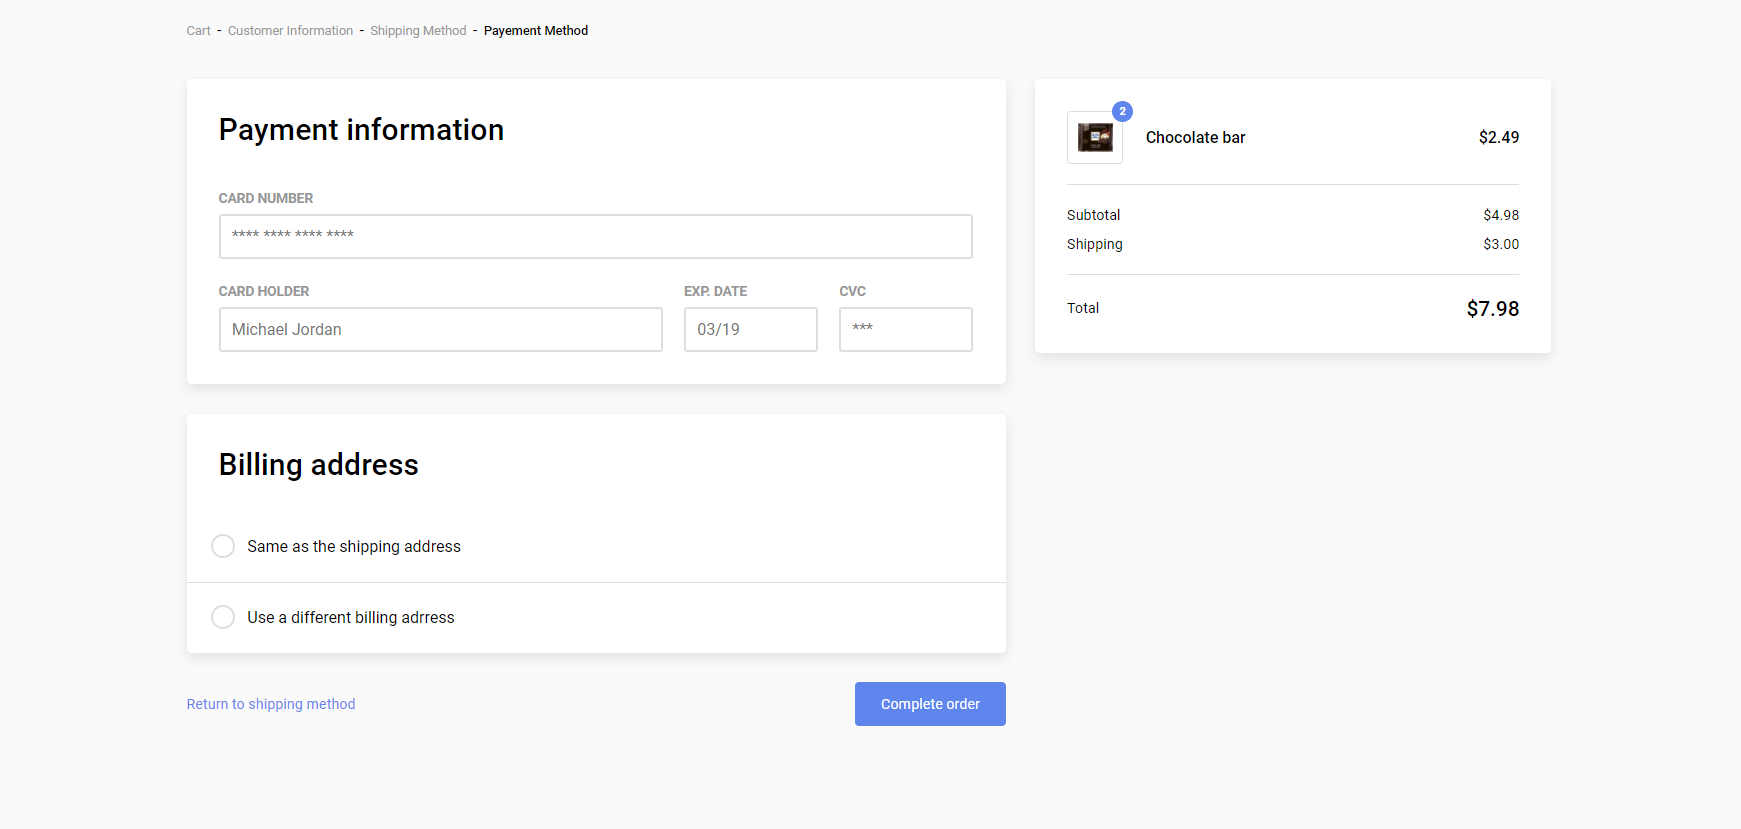 Cart - Customer Information - Shipping Method - Payement Method
Payment information
CARD NUMBER
**** **** **** ****
CARD HOLDER EXP. DATE CVC
Michael Jordan 03/19 ***
Billing address
Same as the shipping address
Use a different billing adrress
Return to shipping method
Complete order
2
Chocolate bar $2.49
Subtotal $4.98
Shipping $3.00
Total $7.98